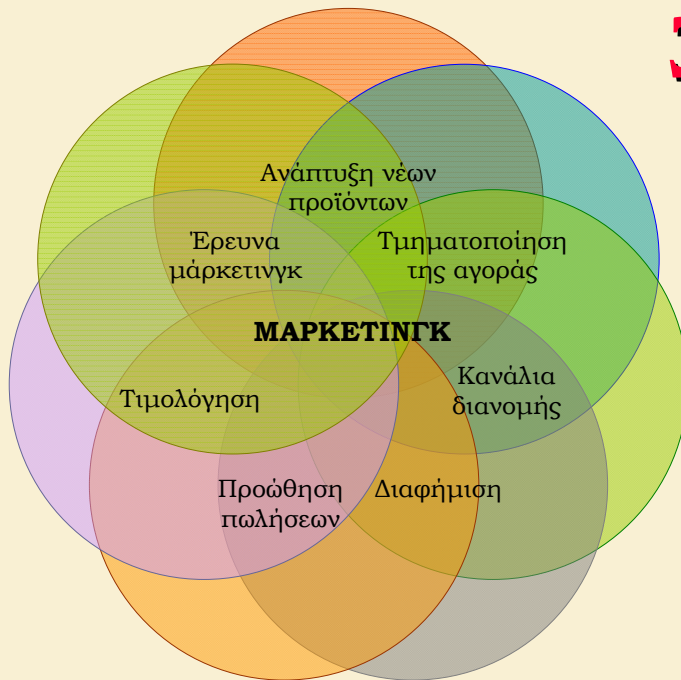 Ανάπτυξη νέων
προϊόντων
Έρευνα
μάρκετινγκ
Τμηματοποίηση
της αγοράς
ΜΑΡΚΕΤΙΝΓΚ
Τιμολόγηση
Κανάλια
διανομής
Προώθηση
πωλήσεων
Διαφήμιση